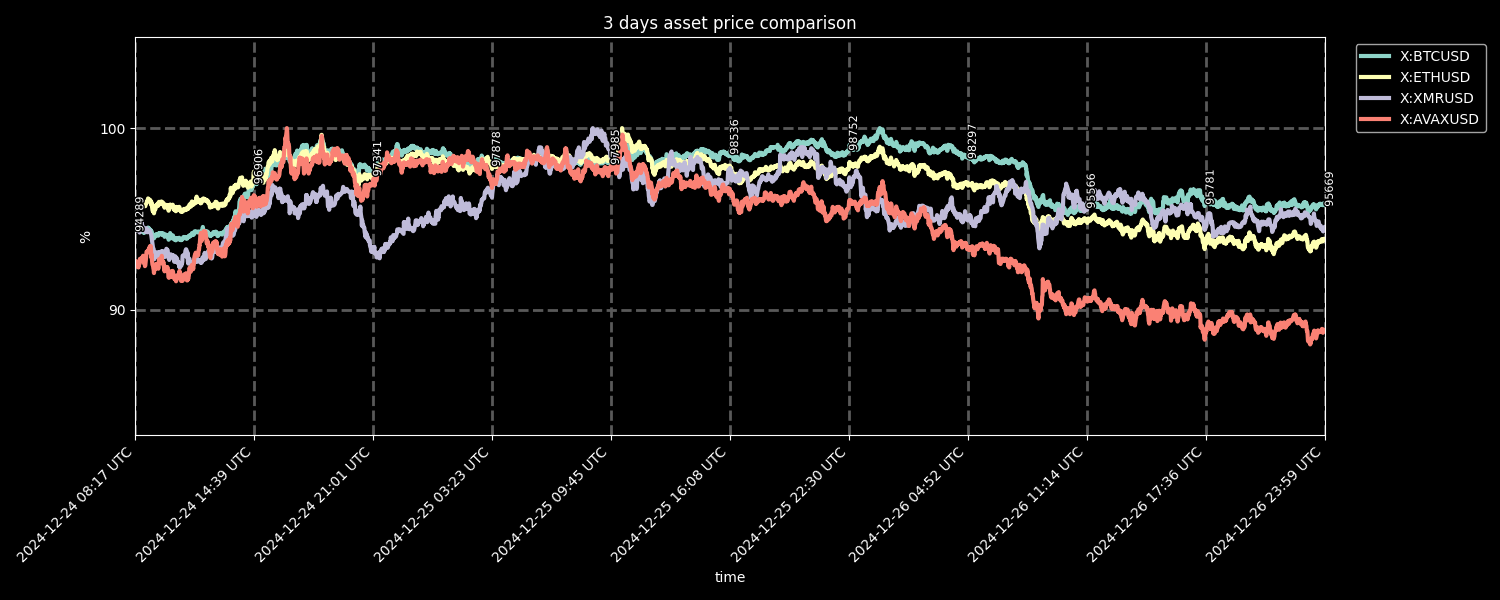 3 days asset price comparison
X:BTCUSD
X:ETHUSD
X:XMRUSD
X:AVAXUSD
100
90
%
94289
96906
97341
97878
97985
98536
98752
98297
95566
95781
95669
2024-12-24 08:17 UTC
2024-12-24 14:39 UTC
2024-12-24 21:01 UTC
2024-12-25 03:23 UTC
2024-12-25 09:45 UTC
2024-12-25 16:08 UTC
2024-12-25 22:30 UTC
2024-12-26 04:52 UTC
2024-12-26 11:14 UTC
2024-12-26 17:36 UTC
2024-12-26 23:59 UTC
time